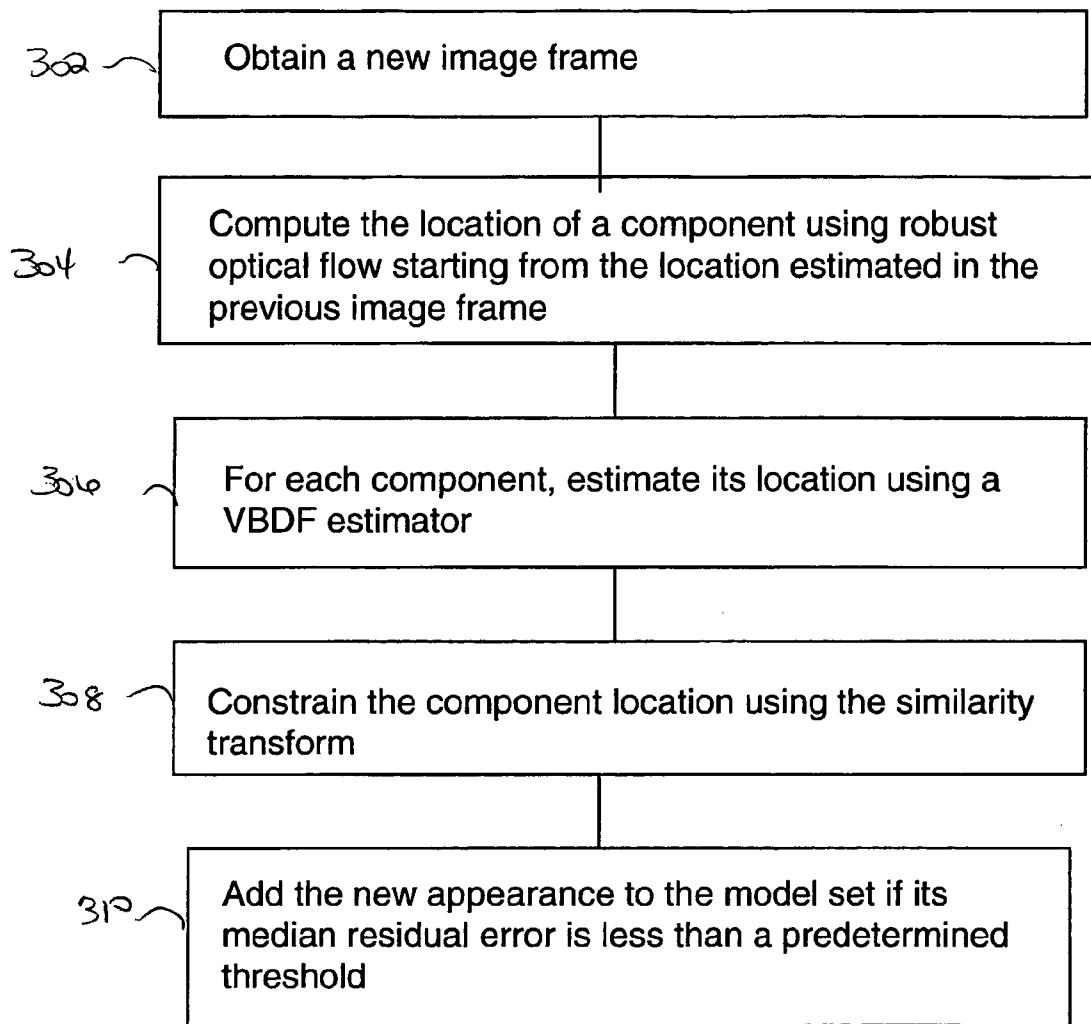 302
Obtain a new image frame
304
Compute the location of a component using robust
optical flow starting from the location estimated in the
previous image frame
306
For each component, estimate its location using a
VBDF estimator
308
Constrain the component location using the similarity
transform
310
Add the new appearance to the model set if its
median residual error is less than a predetermined
threshold